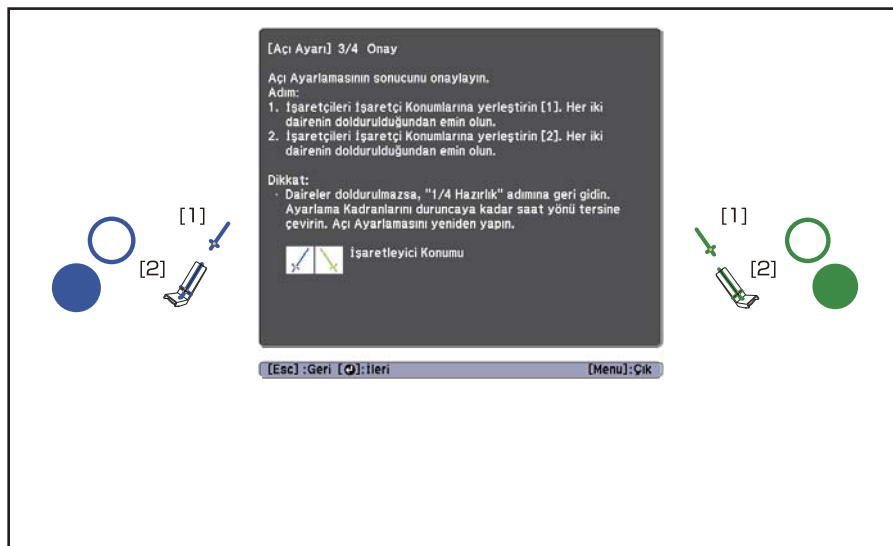 [Açı Ayarı] 3/4 Onay
Açı Ayarlamasının sonucunu onaylayın.
Adım:
1. İşaretçileri İşaretçi Konumlarına yerleştirin [1]. Her iki
dairenin doldurulduğundan emin olun.
2. İşaretçileri İşaretçi Konumlarına yerleştirin [2]. Her iki
dairenin doldurulduğundan emin olun.
Dikkat:
· Daireler doldurulmazsa, "1/4 Hazırlık" adımına geri gidin.
Ayarlama Kadranlarını duruncaya kadar saat yönü tersine
çevirin. Açı Ayarlamasını yeniden yapın.
İşaretleyici Konumu
[1]
[2]
[1]
[2]
[Esc] :Geri [⏎]:İleri [Menu]:Çık